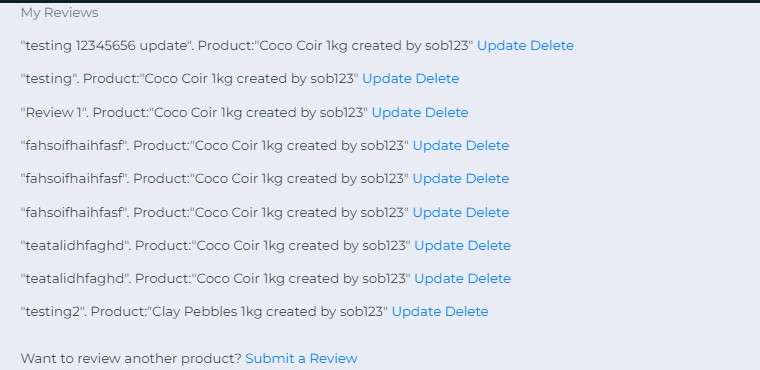 My Reviews
"testing 12345656 update". Product:"Coco Coir 1kg created by sob123" Update Delete
"testing". Product:"Coco Coir 1kg created by sob123" Update Delete
"Review 1". Product:"Coco Coir 1kg created by sob123" Update Delete
"fahsoifhaihfasf". Product:"Coco Coir 1kg created by sob123" Update Delete
"fahsoifhaihfasf". Product:"Coco Coir 1kg created by sob123" Update Delete
"fahsoifhaihfasf". Product:"Coco Coir 1kg created by sob123" Update Delete
"teatalidhfaghd". Product:"Coco Coir 1kg created by sob123" Update Delete
"teatalidhfaghd". Product:"Coco Coir 1kg created by sob123" Update Delete
"testing2". Product:"Clay Pebbles 1kg created by sob123" Update Delete
Want to review another product? Submit a Review